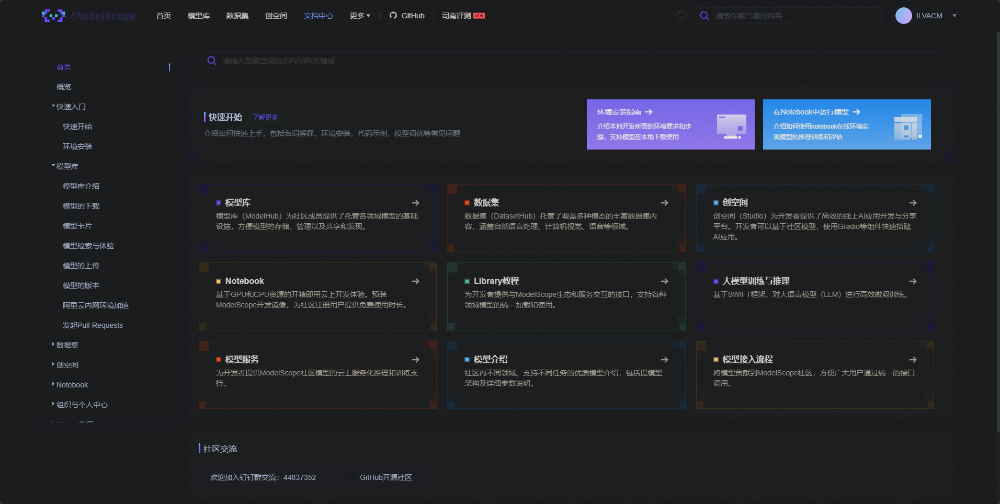 ModelScope
首页
模型库
数据集
创空间
文档中心
更多
GitHub
司南评测 NEW
搜索你感兴趣的内容
ILVACM
请输入您要查询的文档内容/关键词
首页
概览
快速入门
快速开始
环境安装
模型库
模型库介绍
模型的下载
模型卡片
模型检索与体验
模型的上传
模型的版本
阿里云内网环境加速
发起Pull-Requests
数据集
创空间
Notebook
组织与个人中心
快速开始 了解更多
介绍如何快速上手，包括名词解释，环境安装，代码示例，模型调优等常见问题
环境安装指南
介绍本地开发所需的环境要求和步
骤，支持模型在本地下载使用
在Notebook中运行模型
介绍如何使用notebook在线环境实
现模型的推理训练和评估
模型库
模型库（ModelHub）为社区成员提供了托管各领域模型的基础
设施，方便模型的存储、管理以及共享和发现。
数据集
数据集（DatasetHub）托管了覆盖多种模态的丰富数据集内
容，涵盖自然语言处理、计算机视觉、语音等领域。
创空间
创空间（Studio）为开发者提供了高效的线上AI应用开发与分享
平台。开发者可以基于社区模型，使用Gradio等组件快速搭建
AI应用。
Notebook
基于GPU和CPU资源的开箱即用云上开发体验。预装
ModelScope开发镜像，为社区注册用户提供免费使用时长。
Library教程
为开发者提供与ModelScope生态和服务交互的接口，支持各种
领域模型的统一加载和使用。
大模型训练与推理
基于SWIFT框架，对大语言模型（LLM）进行高效微调训练。
模型服务
为开发者提供ModelScope社区模型的云上服务化推理和训练支
持。
模型介绍
社区内不同领域、支持不同任务的优质模型介绍，包括提模型
架构及详细参数说明。
模型接入流程
将模型贡献到ModelScope社区，方便广大用户通过统一的接口
调用。
社区交流
欢迎加入钉钉群交流：44837352
GitHub开源社区